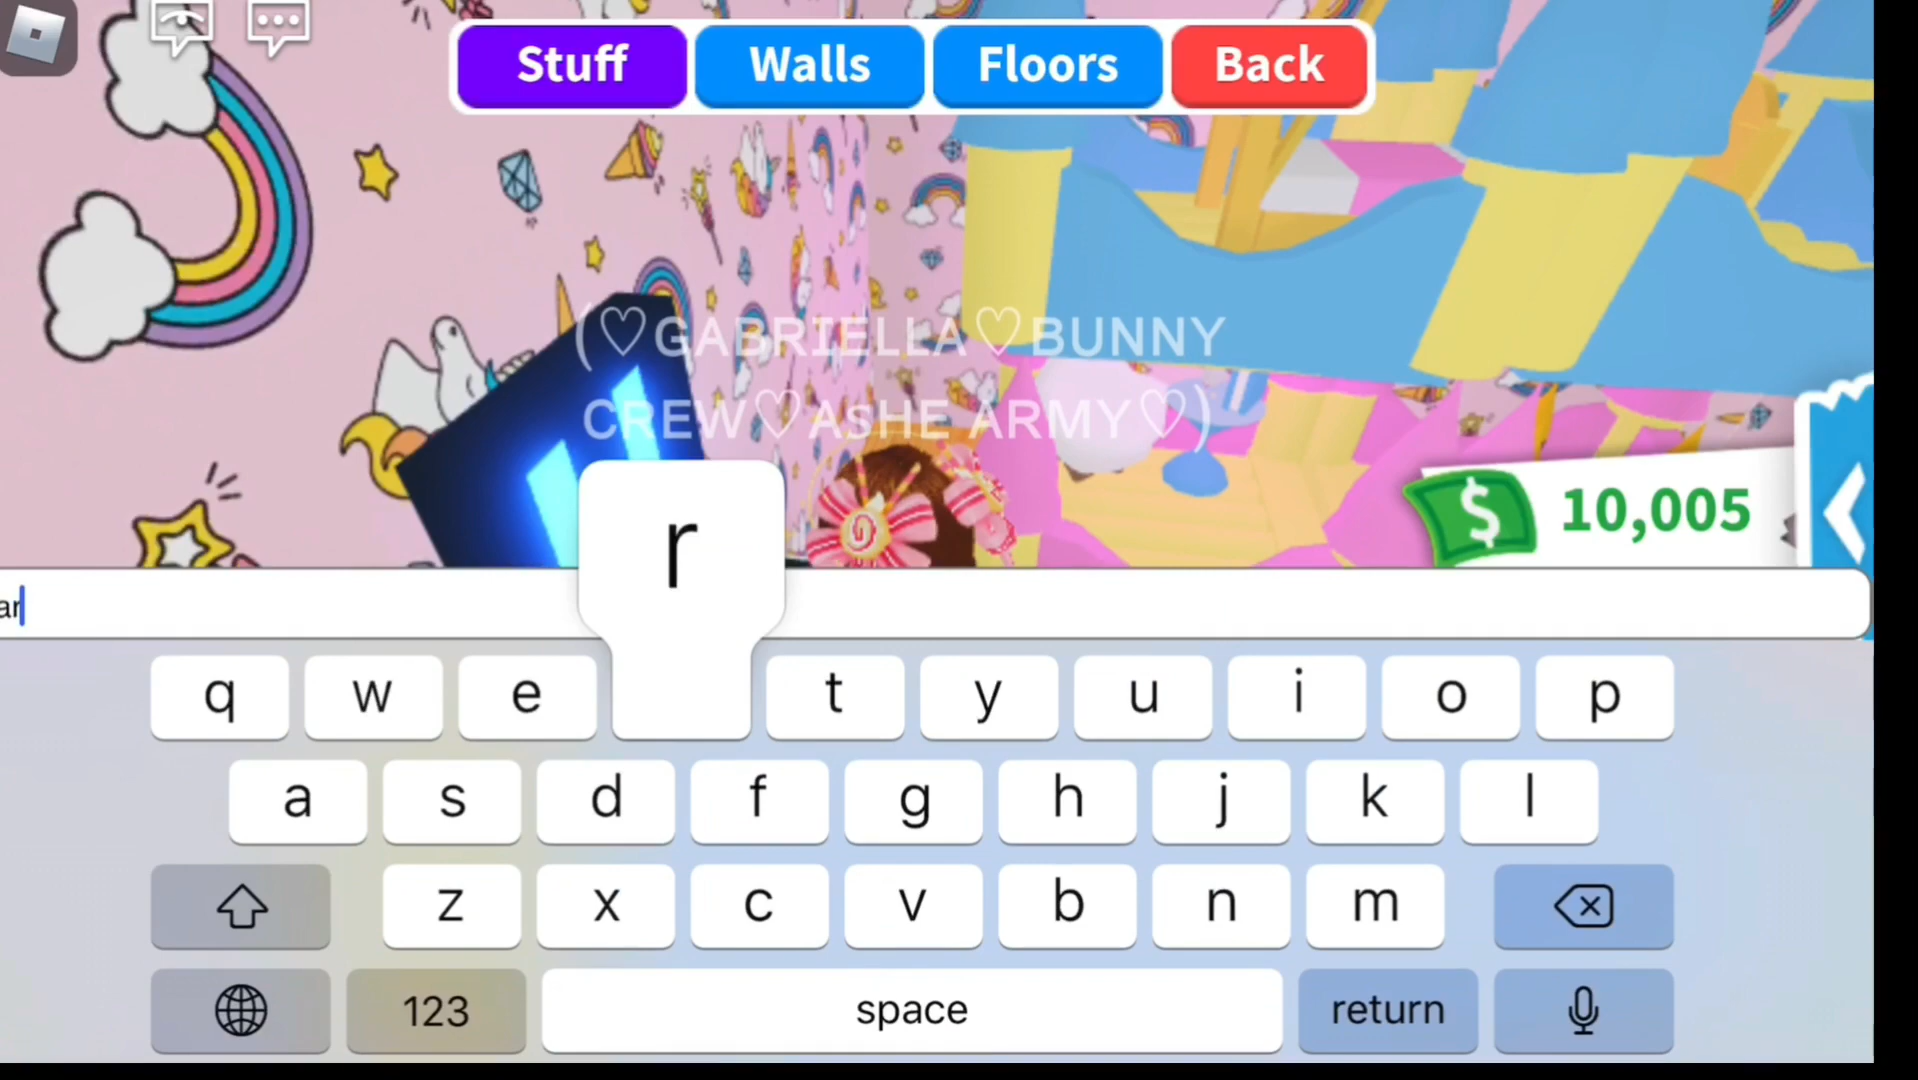 Stuff Walls Floors Back
(♡GABRIELLA♡BUNNY
CREW♡ASHE ARMY♡)
$ 10,005
ar
r
q w e t y u i o p
a s d f g h j k l
z x c v b n m
123 space return